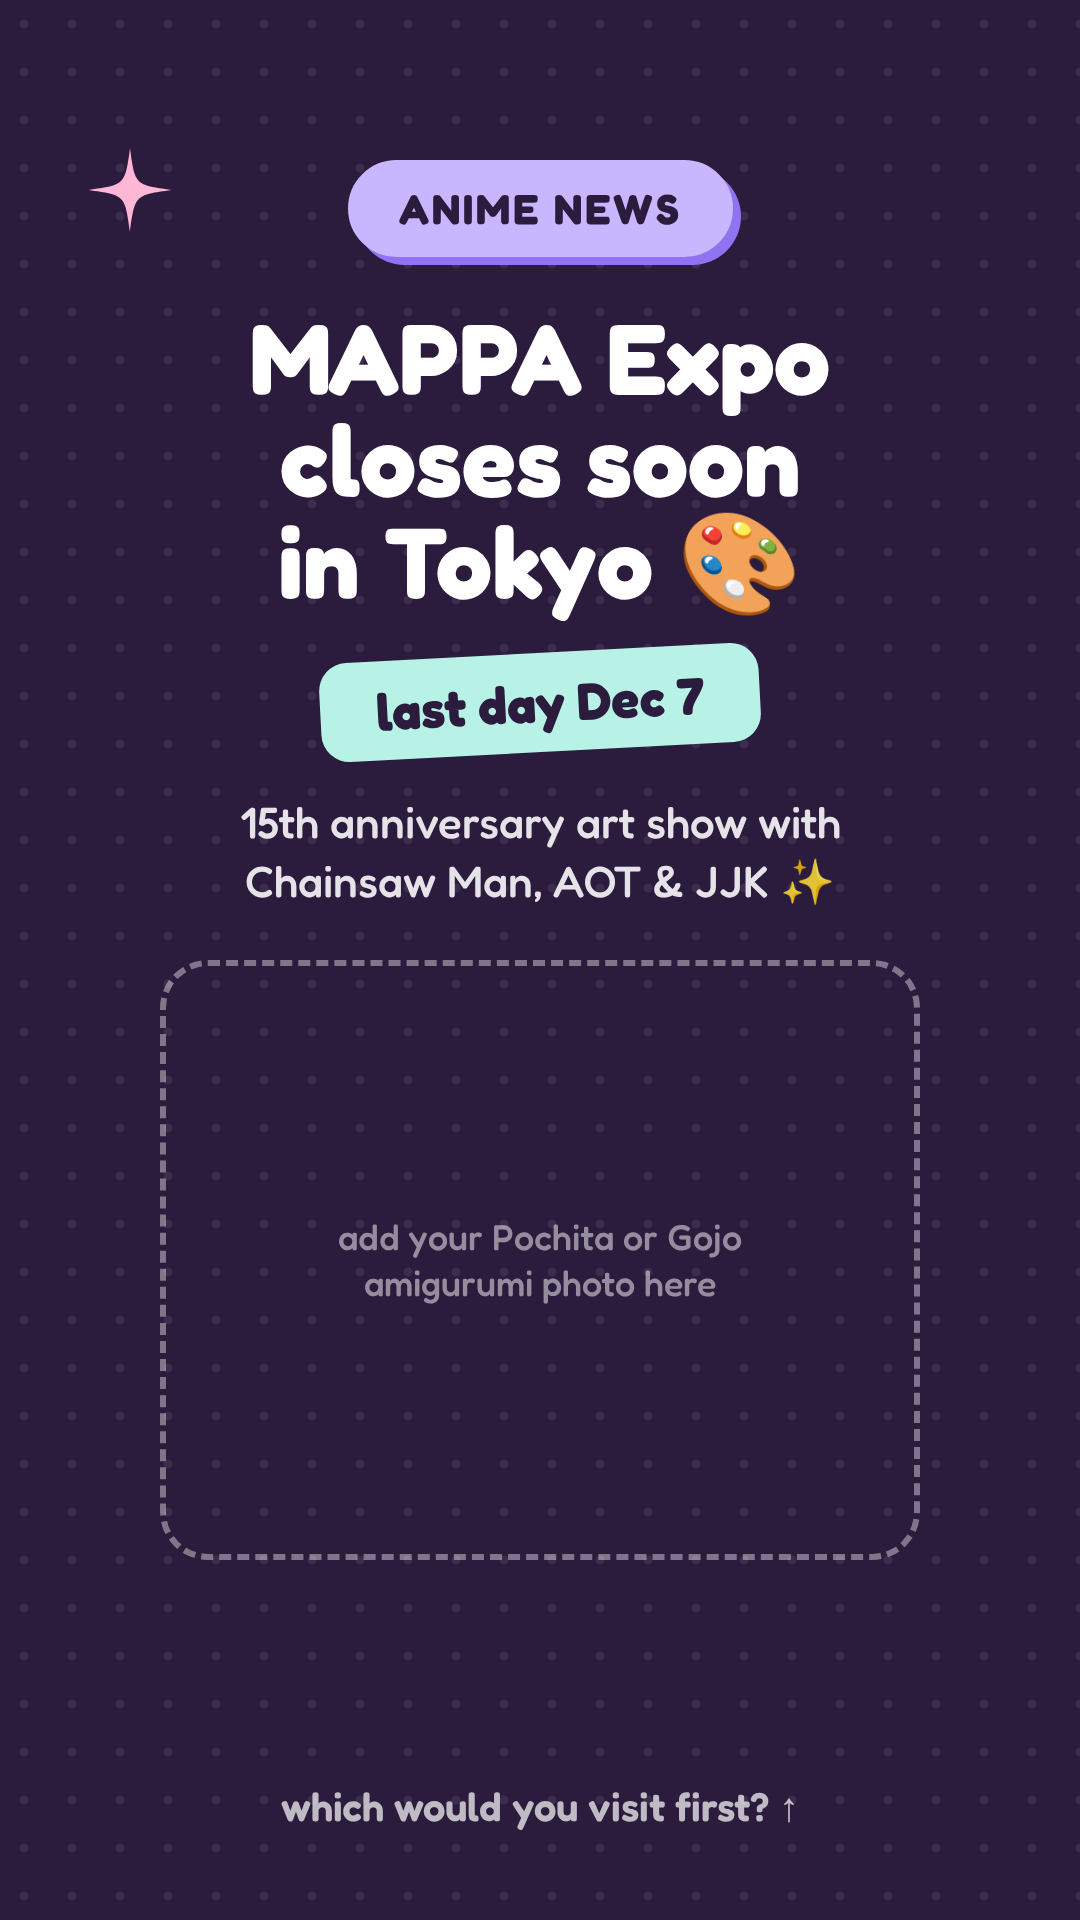 ANIME NEWS
MAPPA Expo
closes soon
in Tokyo 🎨
last day Dec 7
15th anniversary art show with
Chainsaw Man, AOT & JJK ✨
add your Pochita or Gojo
amigurumi photo here
which would you visit first? ↑